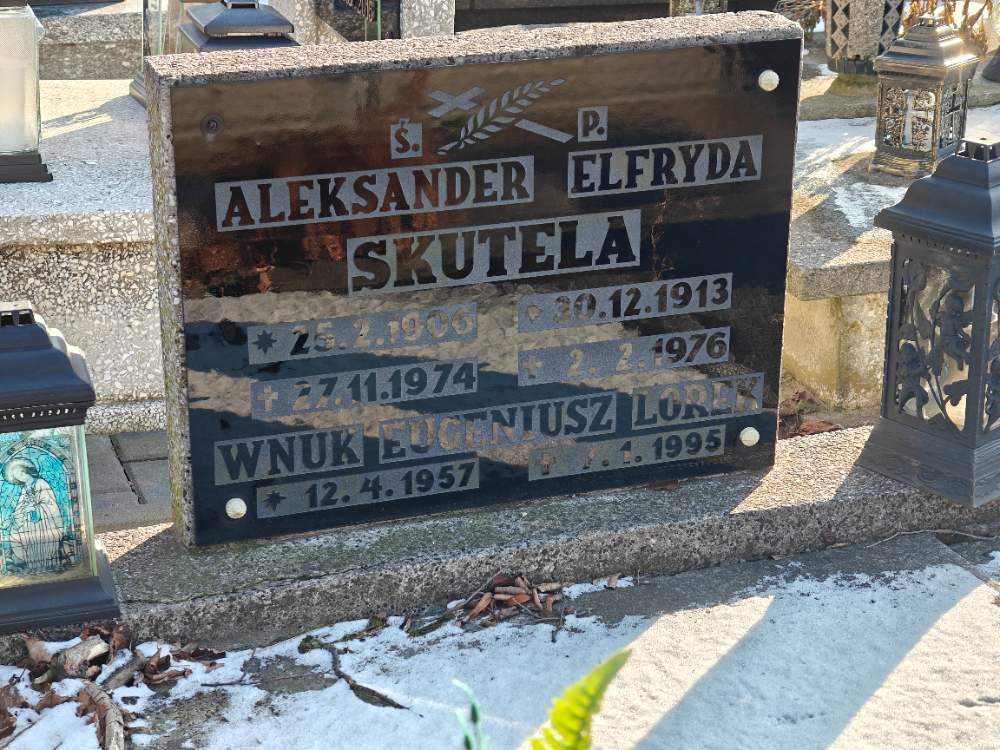 Ś. P.
ALEKSANDER ELFRYDA
SKUTELA
* 25.2.1906 * 30.12.1913
† 27.11.1974 † 2. 2.1976
WNUK EUGENIUSZ LOREK
* 12.4.1957 † 7.1.1995